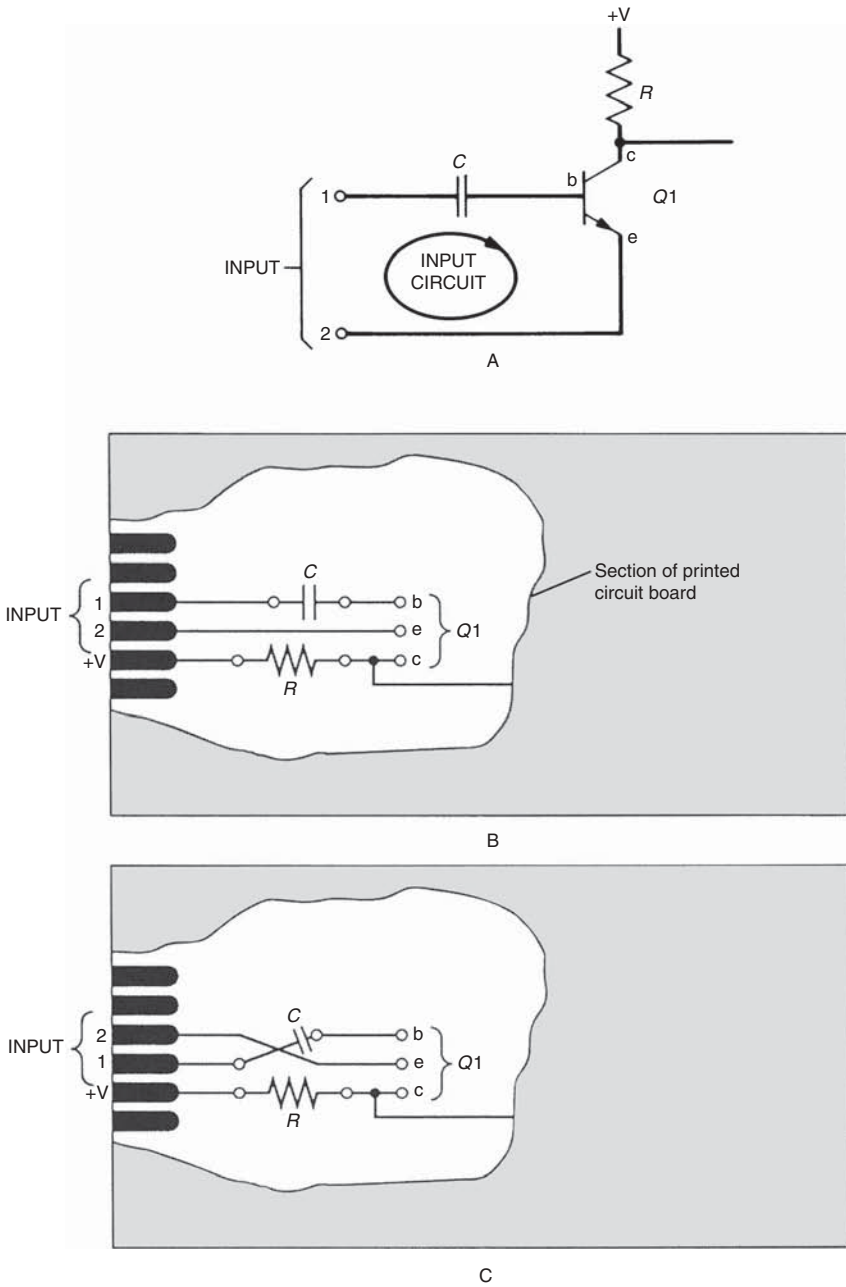 +V
R
C
c
b
1
Q1
e
INPUT
INPUT
CIRCUIT
2
A
C
Section of printed
circuit board
1
b
INPUT
2
e
Q1
+V
c
R
B
C
2
b
INPUT
1
e
Q1
+V
c
R
C